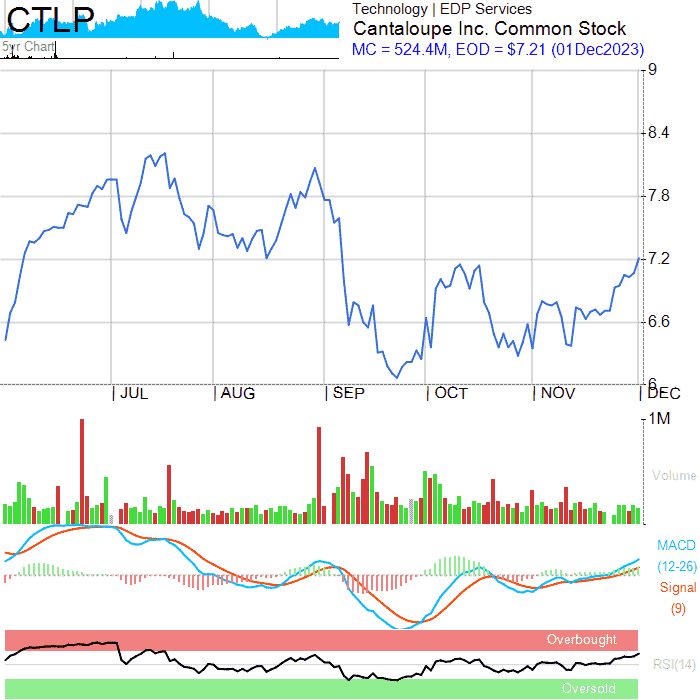 CTLP
5yr Chart
Technology | EDP Services
Cantaloupe Inc. Common Stock
MC = 524.4M, EOD = $7.21 (01Dec2023)
9
8.4
7.8
7.2
6.6
6
JUL
AUG
SEP
OCT
NOV
DEC
1M
Volume
MACD
(12-26)
Signal
(9)
Overbought
RSI(14)
Oversold